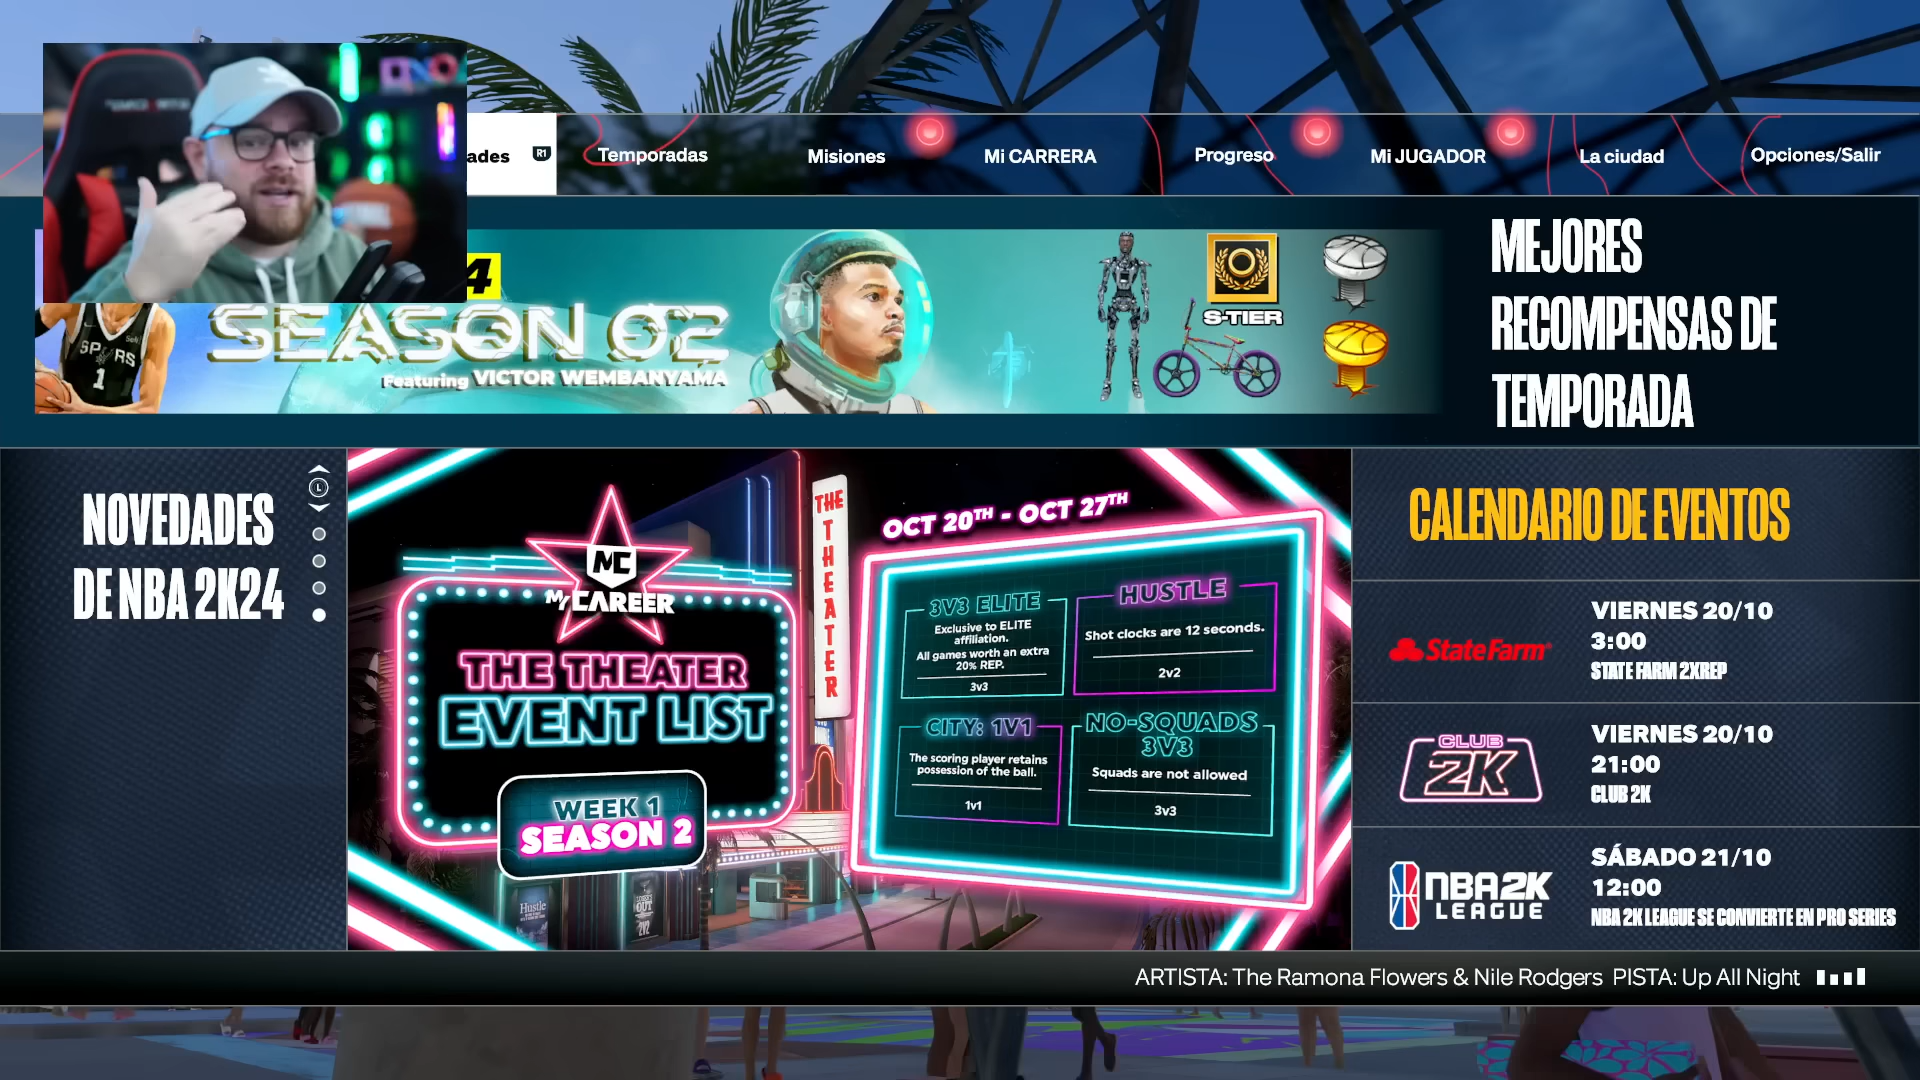 ades R1
Temporadas
Misiones
Mi CARRERA
Progreso
Mi JUGADOR
La ciudad
Opciones/Salir
4
SEASON 02
Featuring VICTOR WEMBANYAMA
SPURS
1
S-TIER
MEJORES
RECOMPENSAS DE
TEMPORADA
NOVEDADES
DE NBA 2K24
L
MC
MyCAREER
THE THEATER
EVENT LIST
WEEK 1
SEASON 2
THE THEATER
OCT 20TH - OCT 27TH
3V3 ELITE
Exclusive to ELITE
affiliation.
All games worth an extra
20% REP.
3v3
HUSTLE
Shot clocks are 12 seconds.
2v2
CITY: 1V1
The scoring player retains
possession of the ball.
1v1
NO-SQUADS
3V3
Squads are not allowed
3v3
Hustle
2V2
CALENDARIO DE EVENTOS
State Farm
VIERNES 20/10
3:00
STATE FARM 2XREP
CLUB
2K
VIERNES 20/10
21:00
CLUB 2K
NBA2K
LEAGUE
SÁBADO 21/10
12:00
NBA 2K LEAGUE SE CONVIERTE EN PRO SERIES
ARTISTA: The Ramona Flowers & Nile Rodgers PISTA: Up All Night